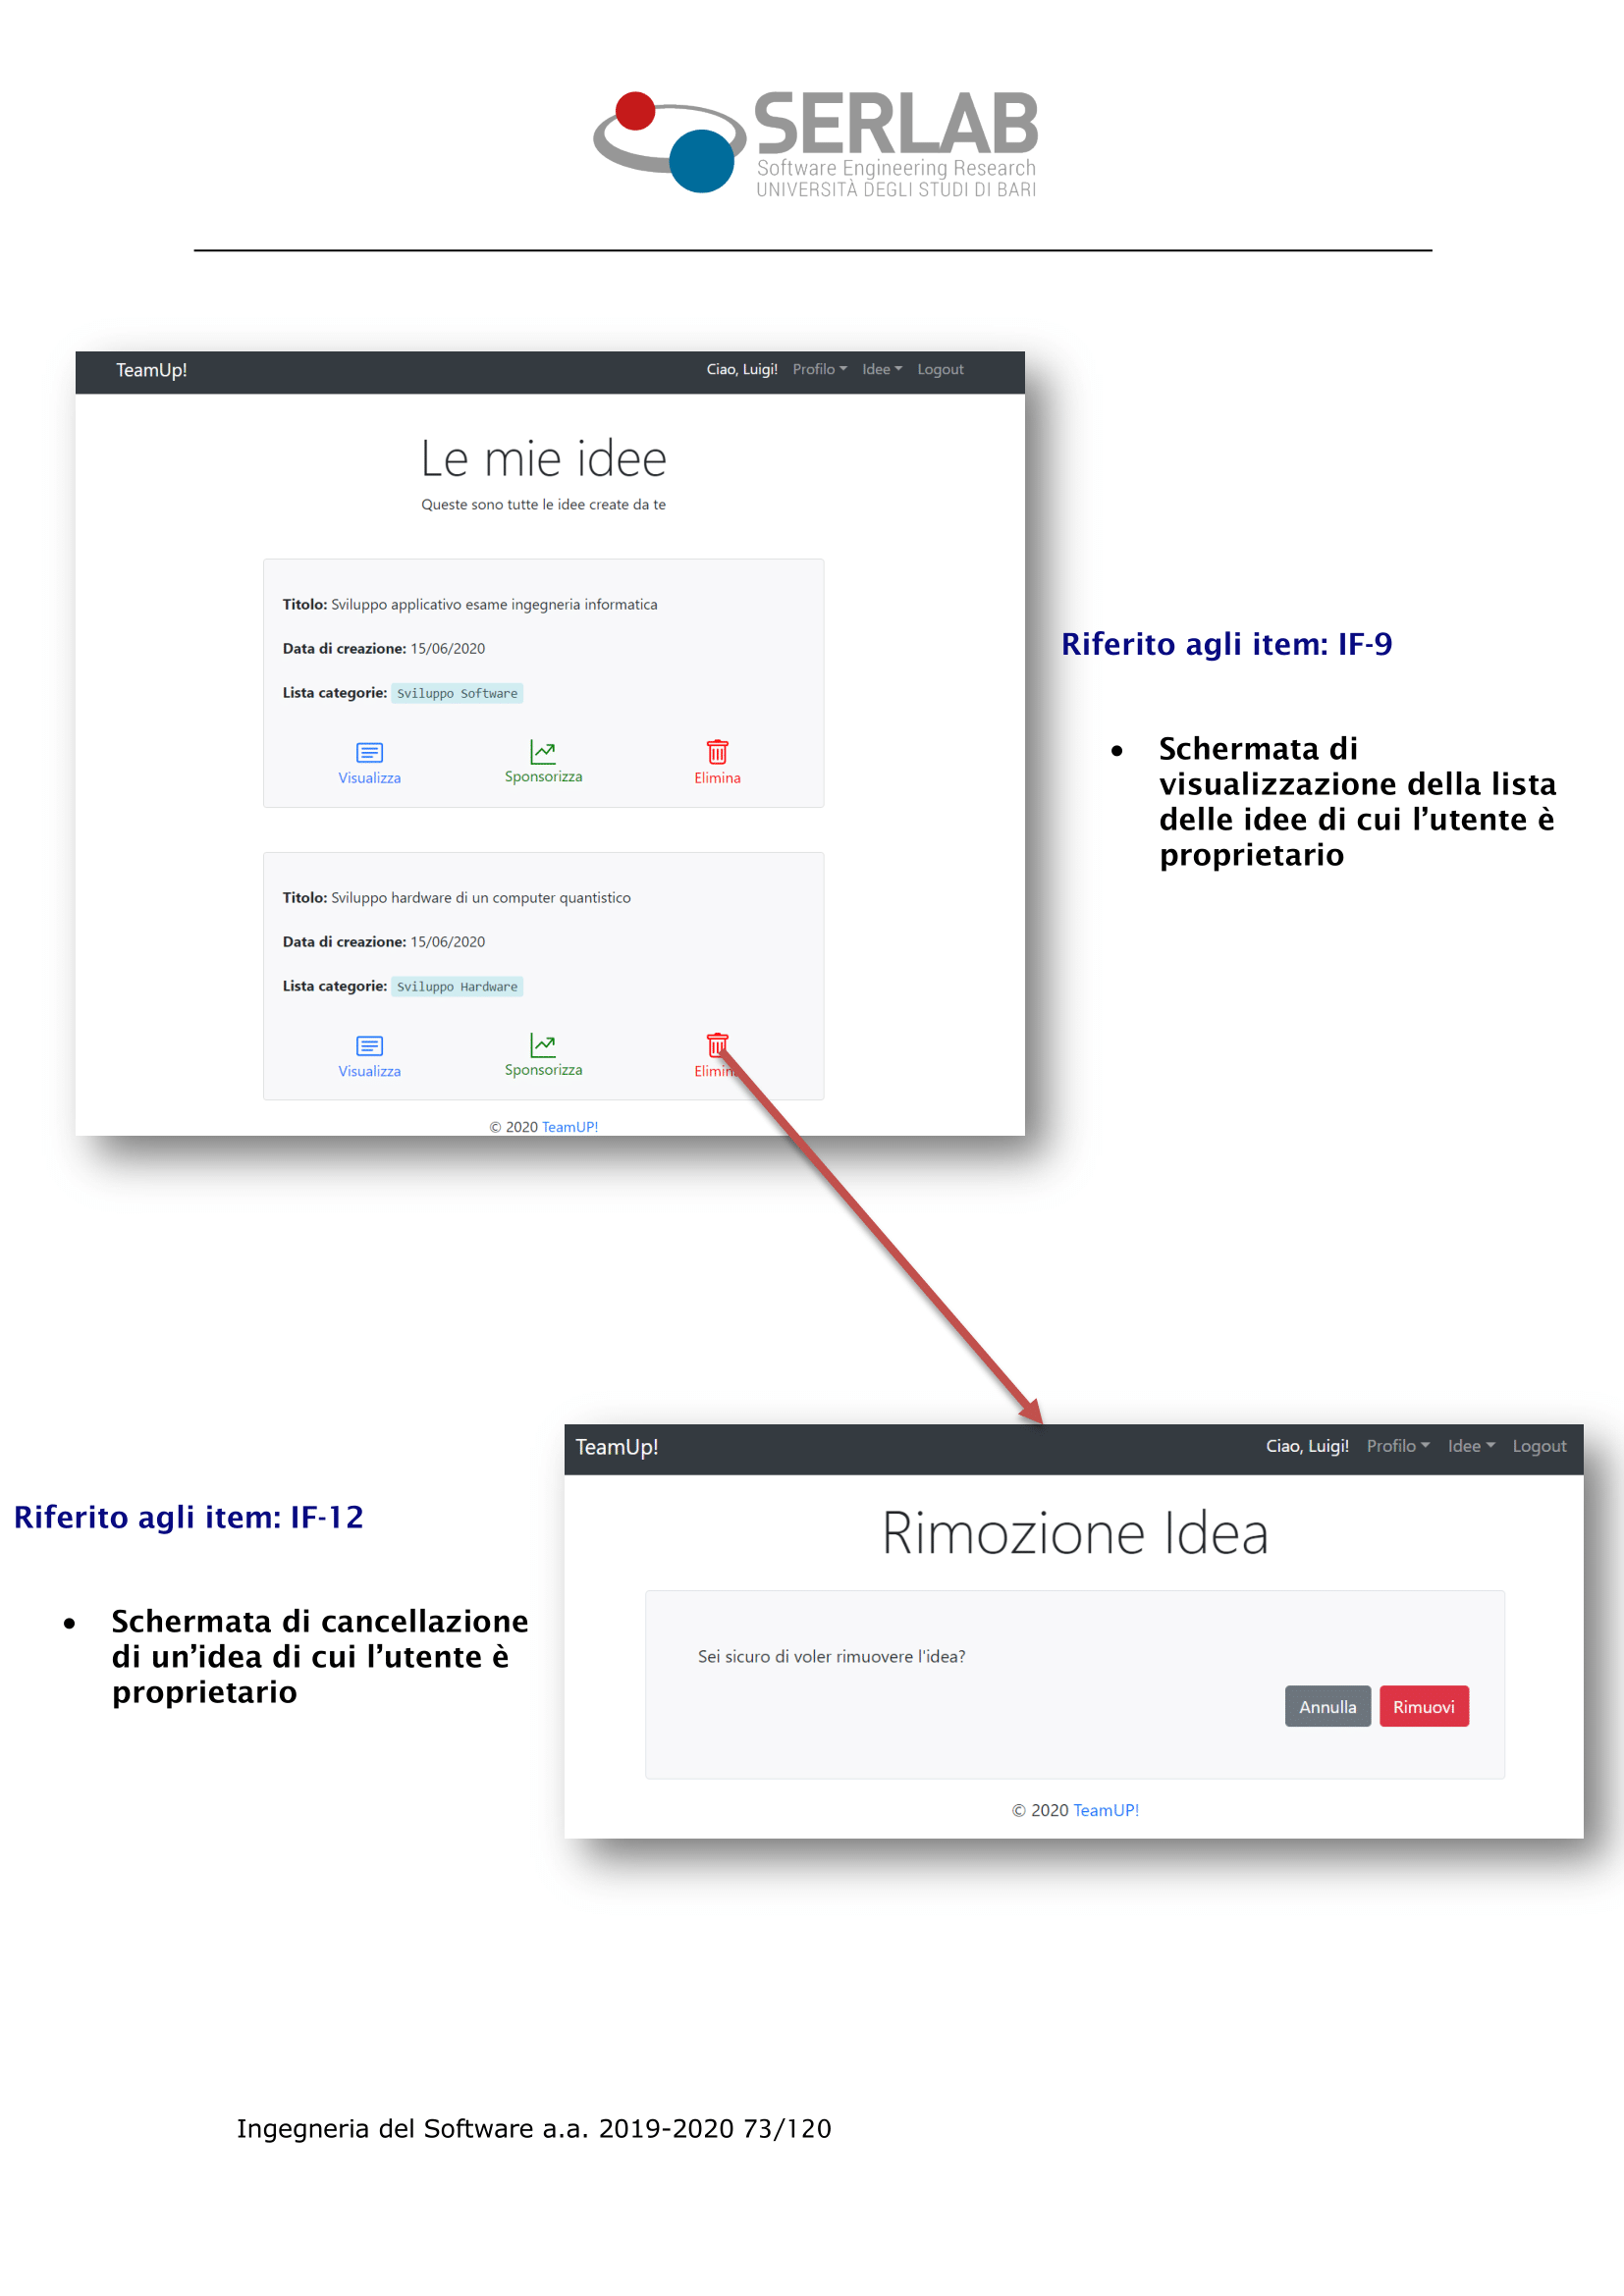 SERLAB
Software Engineering Research
UNIVERSITÀ DEGLI STUDI DI BARI
TeamUp!
Ciao, Luigi! Profilo Idee Logout
Le mie idee
Queste sono tutte le idee create da te
Titolo: Sviluppo applicativo esame ingegneria informatica
Data di creazione: 15/06/2020
Lista categorie: Sviluppo Software
Visualizza Sponsorizza Elimina
Titolo: Sviluppo hardware di un computer quantistico
Data di creazione: 15/06/2020
Lista categorie: Sviluppo Hardware
Visualizza Sponsorizza Elimina
© 2020 TeamUP!
Riferito agli item: IF-9
• Schermata di
visualizzazione della lista
delle idee di cui l’utente è
proprietario
Riferito agli item: IF-12
• Schermata di cancellazione
di un’idea di cui l’utente è
proprietario
TeamUp!
Ciao, Luigi! Profilo Idee Logout
Rimozione Idea
Sei sicuro di voler rimuovere l'idea?
Annulla Rimuovi
© 2020 TeamUP!
Ingegneria del Software a.a. 2019-2020 73/120